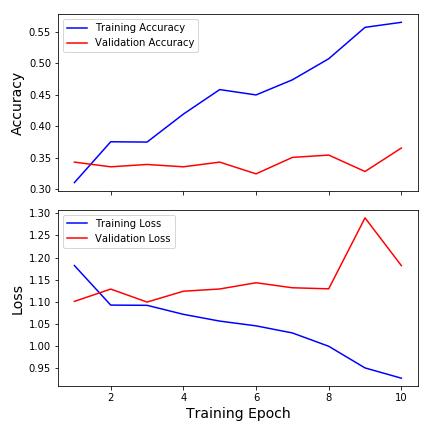 Training Accuracy
Validation Accuracy
0.55
0.50
0.45
0.40
0.35
0.30
Accuracy
Training Loss
Validation Loss
1.30
1.25
1.20
1.15
1.10
1.05
1.00
0.95
Loss
2 4 6 8 10
Training Epoch